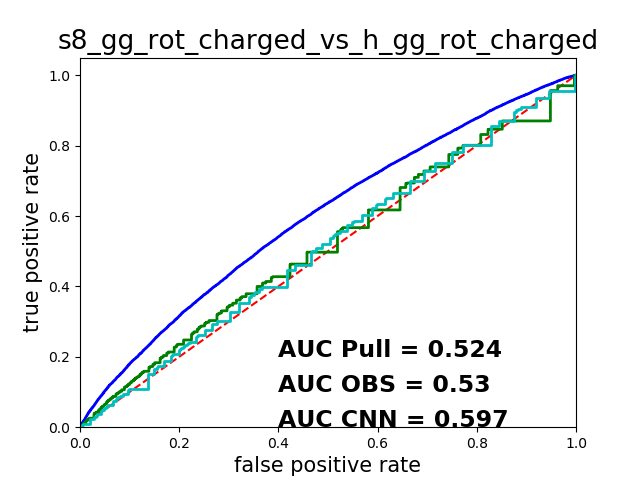 s8_gg_rot_charged_vs_h_gg_rot_charged
1.0
0.8
0.6
0.4
0.2
0.0
true positive rate
AUC Pull = 0.524
AUC OBS = 0.53
AUC CNN = 0.597
0.0 0.2 0.4 0.6 0.8 1.0
false positive rate